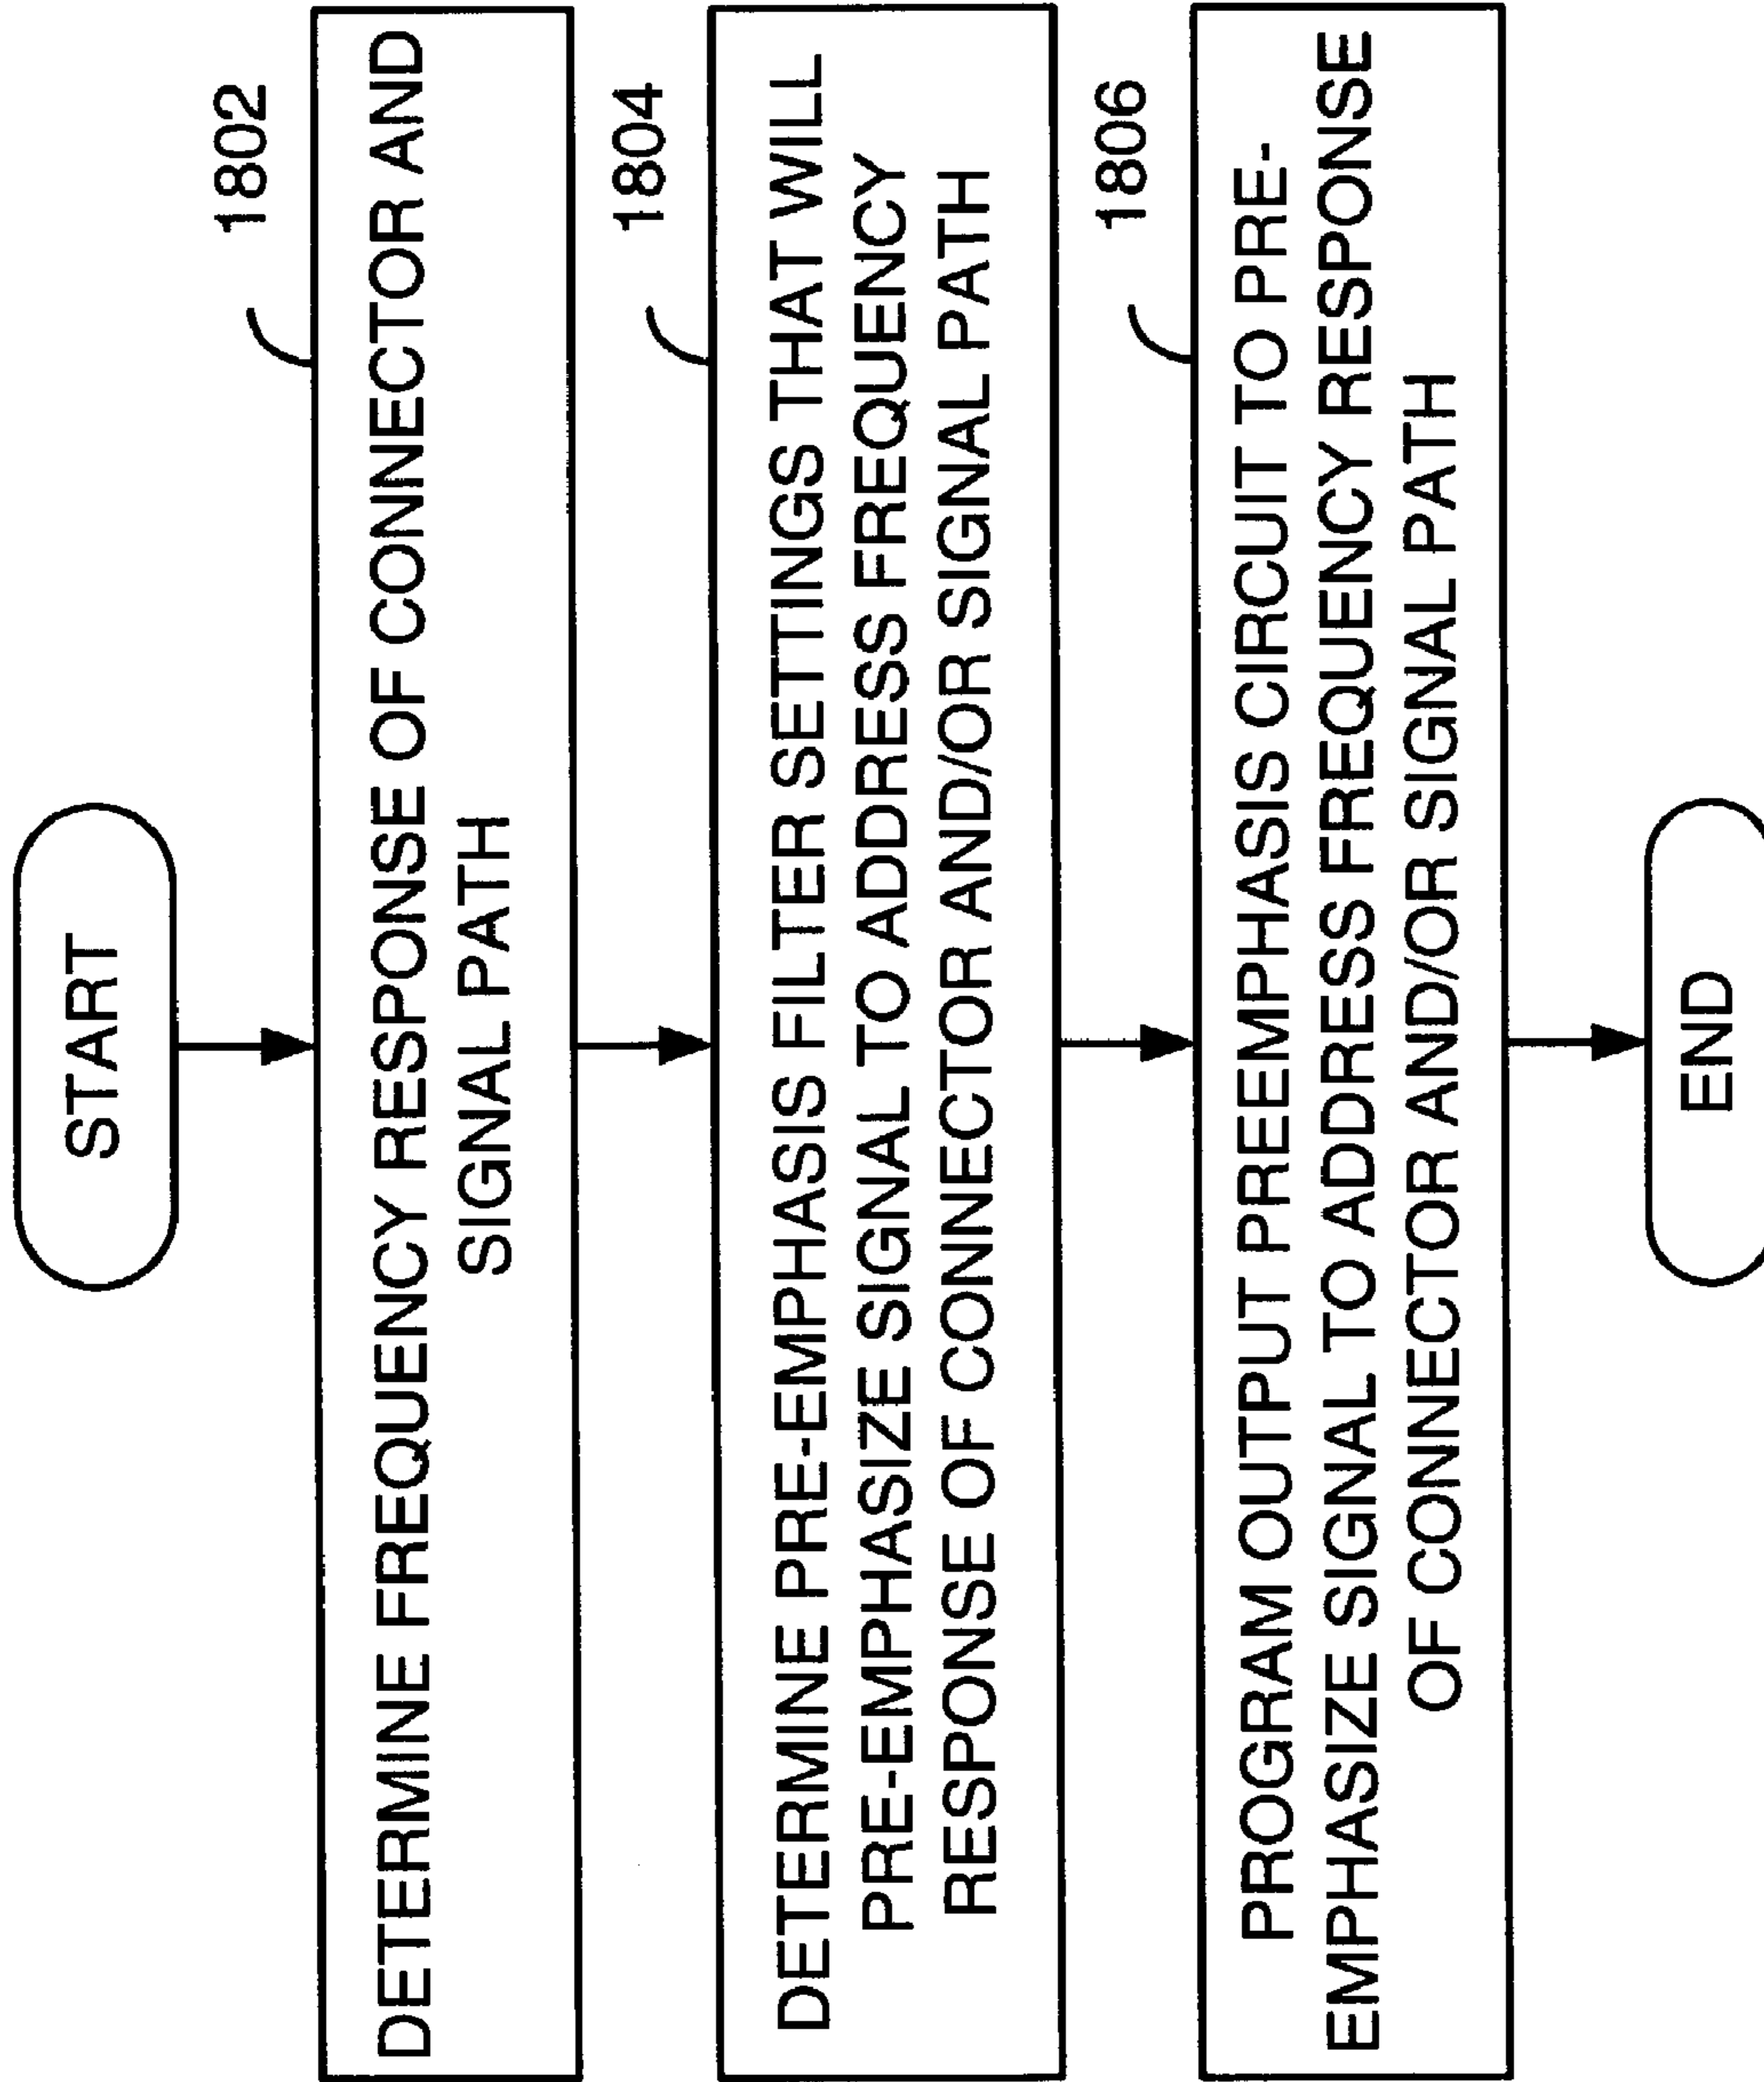 START
1802
DETERMINE FREQUENCY RESPONSE OF CONNECTOR AND
SIGNAL PATH
1804
DETERMINE PRE-EMPHASIS FILTER SETTINGS THAT WILL
PRE-EMPHASIZE SIGNAL TO ADDRESS FREQUENCY
RESPONSE OF CONNECTOR AND/OR SIGNAL PATH
1806
PROGRAM OUTPUT PREEMPHASIS CIRCUIT TO PRE-
EMPHASIZE SIGNAL TO ADDRESS FREQUENCY RESPONSE
OF CONNECTOR AND/OR SIGNAL PATH
END